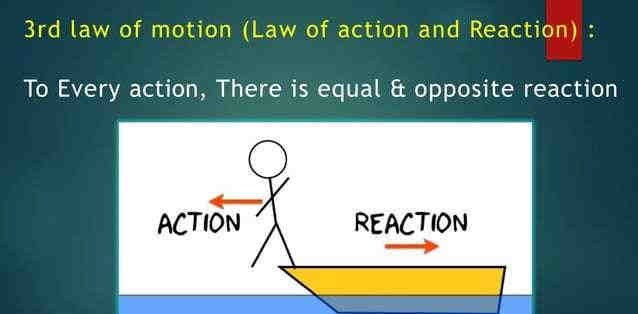 3rd law of motion (Law of action and Reaction) :
To Every action, There is equal & opposite reaction
ACTION
REACTION